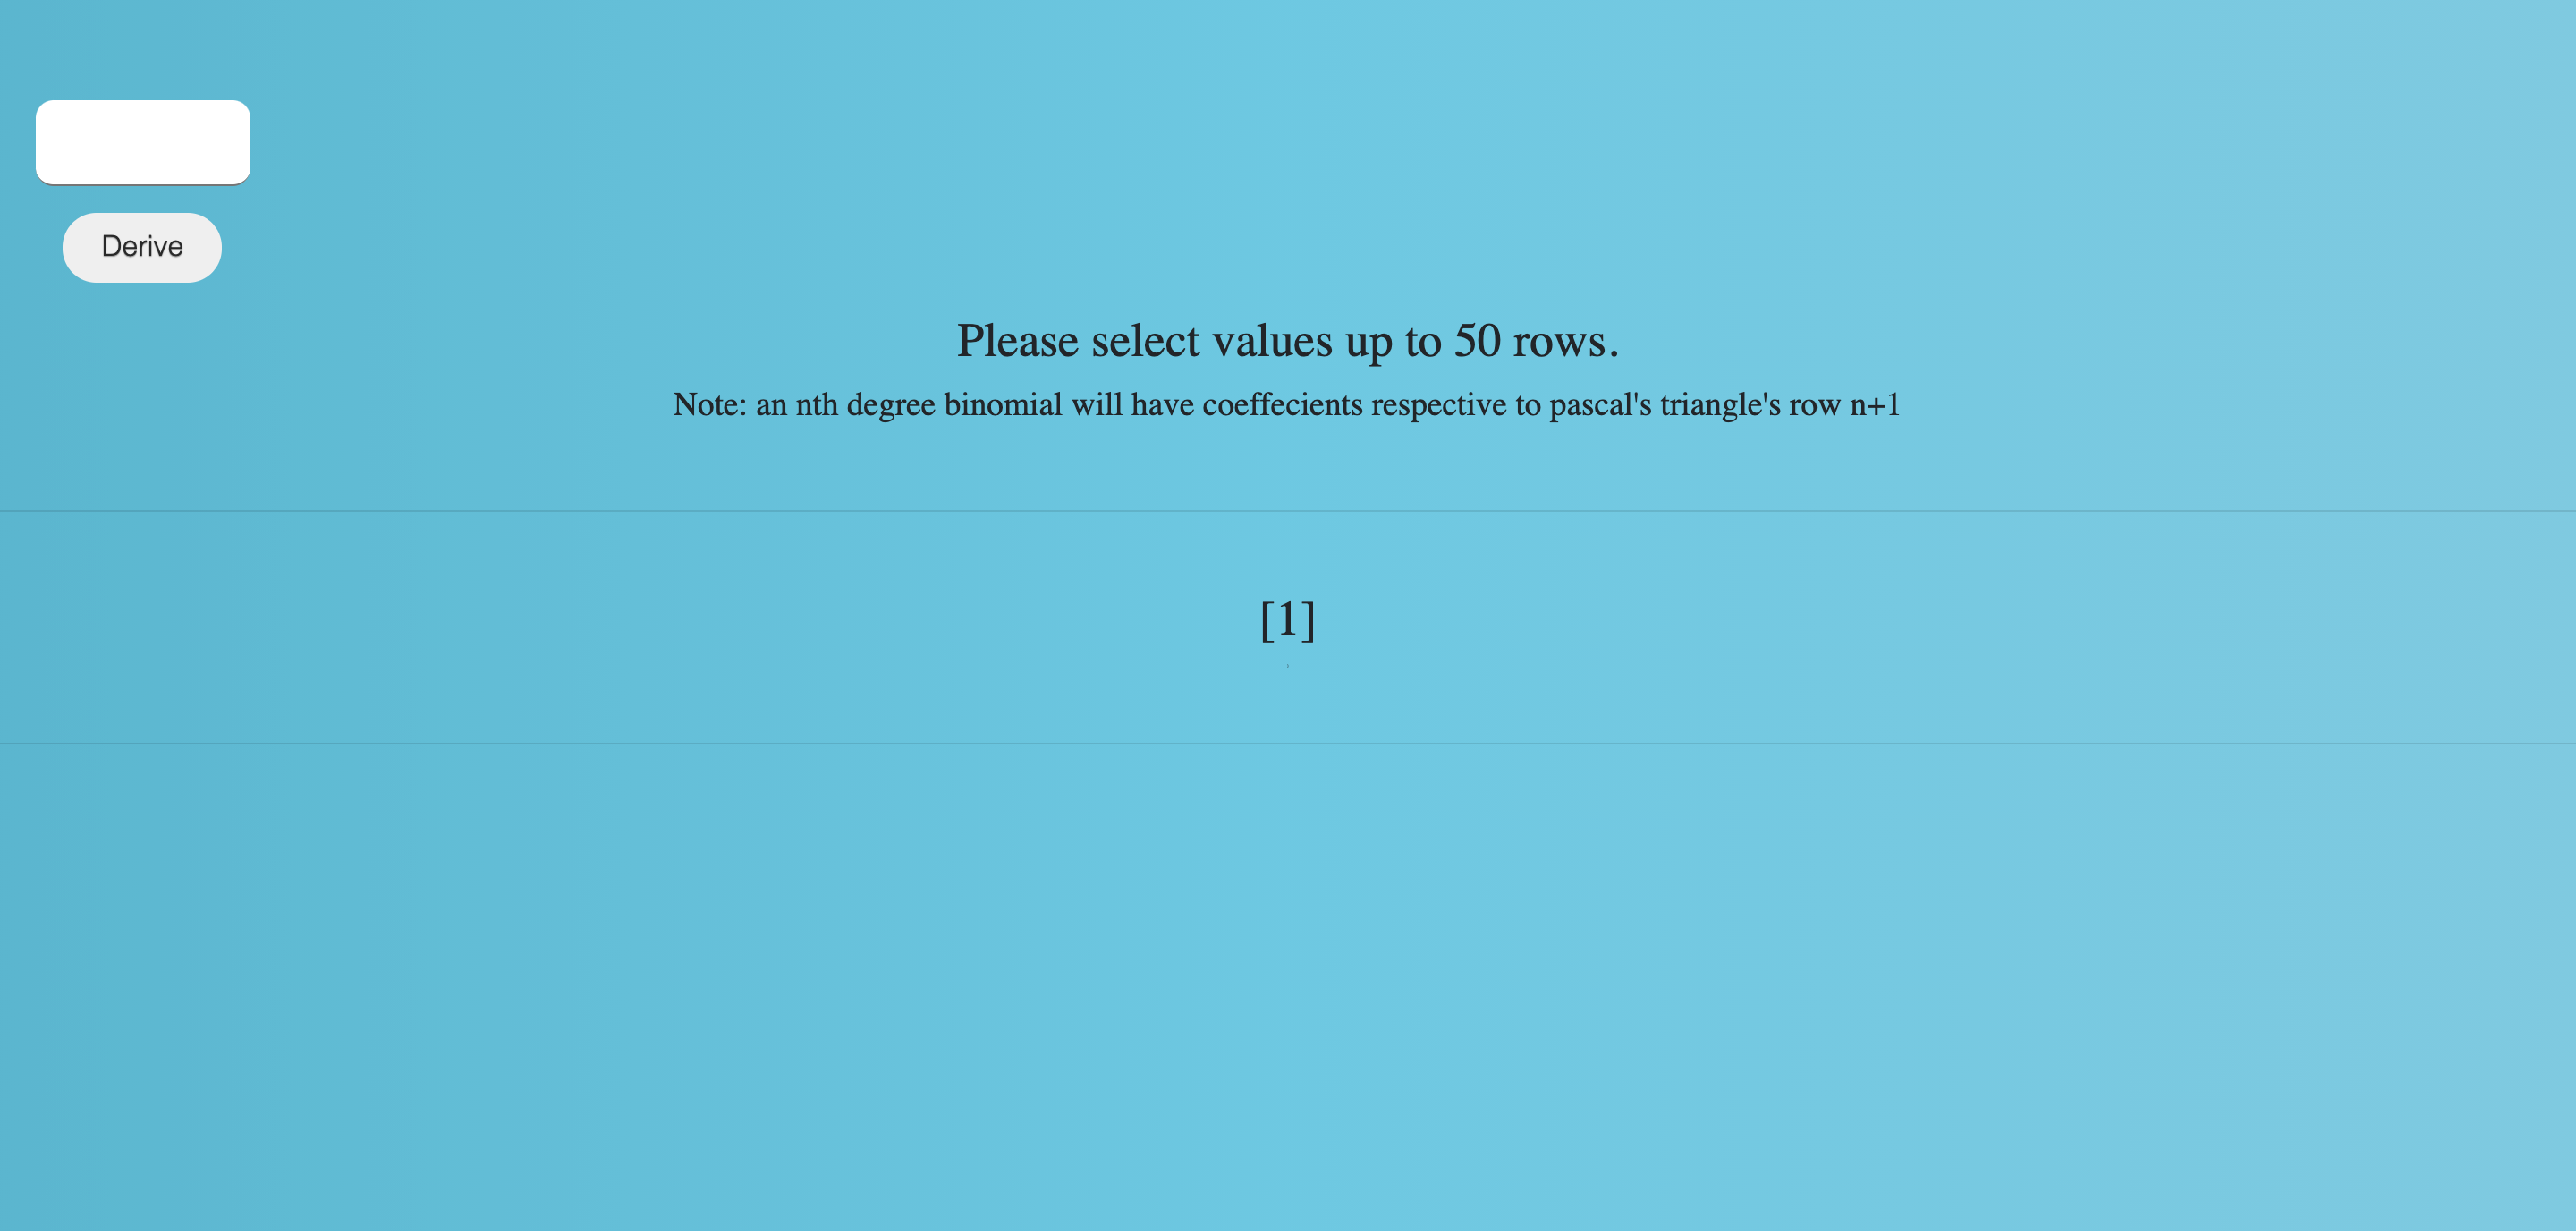 Derive
Please select values up to 50 rows.
Note: an nth degree binomial will have coeffecients respective to pascal's triangle's row n+1
[1]
,